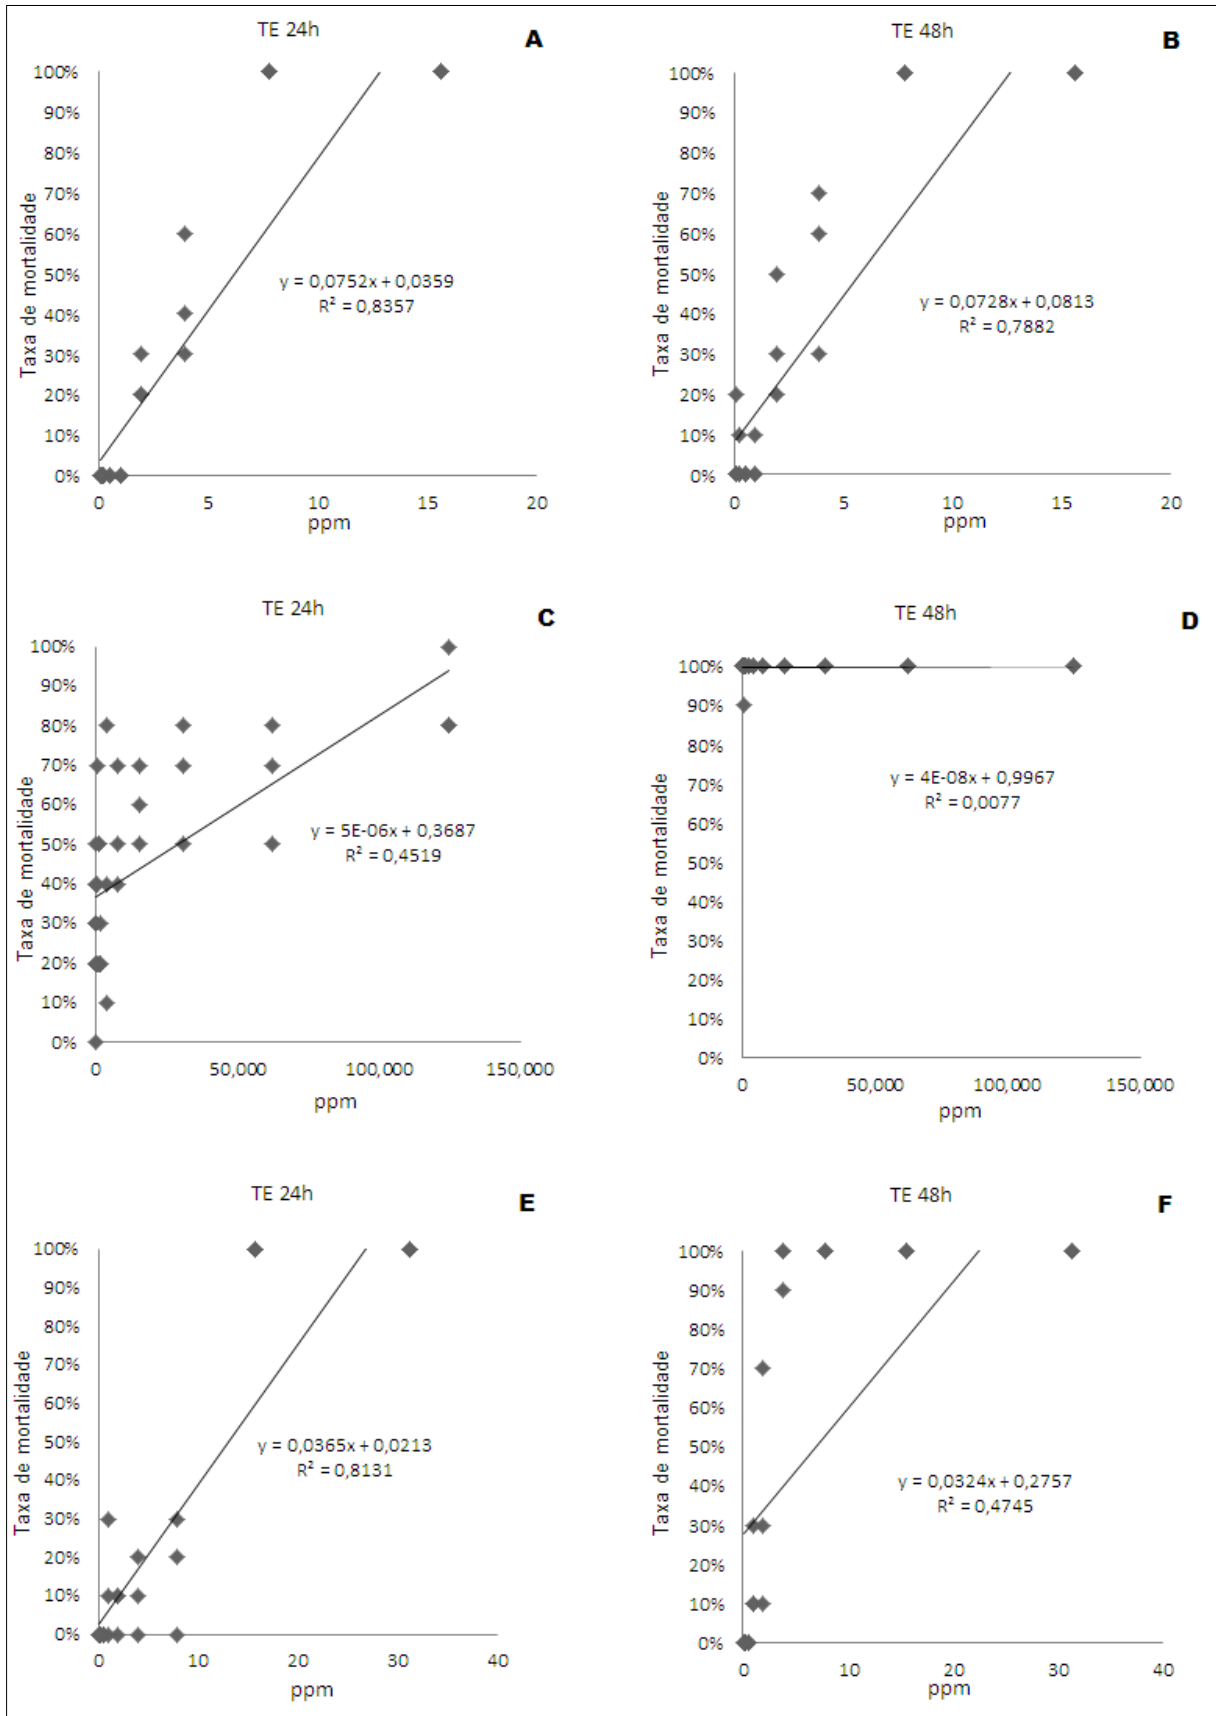 TE 24h
A
Taxa de mortalidade
100%
90%
80%
70%
60%
50%
40%
30%
20%
10%
0%
y = 0,0752x + 0,0359
R² = 0,8357
0 5 10 15 20
ppm
TE 48h
B
Taxa de mortalidade
100%
90%
80%
70%
60%
50%
40%
30%
20%
10%
0%
y = 0,0728x + 0,0813
R² = 0,7882
0 5 10 15 20
ppm
TE 24h
C
Taxa de mortalidade
100%
90%
80%
70%
60%
50%
40%
30%
20%
10%
0%
y = 5E-06x + 0,3687
R² = 0,4519
0 50,000 100,000 150,000
ppm
TE 48h
D
Taxa de mortalidade
100%
90%
80%
70%
60%
50%
40%
30%
20%
10%
0%
y = 4E-08x + 0,9967
R² = 0,0077
0 50,000 100,000 150,000
ppm
TE 24h
E
Taxa de mortalidade
100%
90%
80%
70%
60%
50%
40%
30%
20%
10%
0%
y = 0,0365x + 0,0213
R² = 0,8131
0 10 20 30 40
ppm
TE 48h
F
Taxa de mortalidade
100%
90%
80%
70%
60%
50%
40%
30%
20%
10%
0%
y = 0,0324x + 0,2757
R² = 0,4745
0 10 20 30 40
ppm